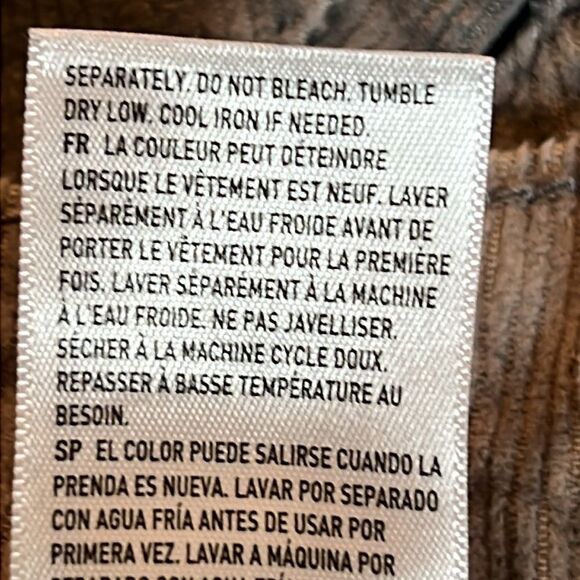 SEPARATELY. DO NOT BLEACH. TUMBLE
DRY LOW. COOL IRON IF NEEDED.
FR LA COULEUR PEUT DÉTEINDRE
LORSQUE LE VÊTEMENT EST NEUF. LAVER
SÉPARÉMENT À L'EAU FROIDE AVANT DE
PORTER LE VÊTEMENT POUR LA PREMIÈRE
FOIS. LAVER SÉPARÉMENT À LA MACHINE
À L'EAU FROIDE. NE PAS JAVELLISER.
SÉCHER À LA MACHINE CYCLE DOUX.
REPASSER À BASSE TEMPÉRATURE AU
BESOIN.
SP EL COLOR PUEDE SALIRSE CUANDO LA
PRENDA ES NUEVA. LAVAR POR SEPARADO
CON AGUA FRÍA ANTES DE USAR POR
PRIMERA VEZ. LAVAR A MÁQUINA POR
SEPARADO CON AGUA FRÍA